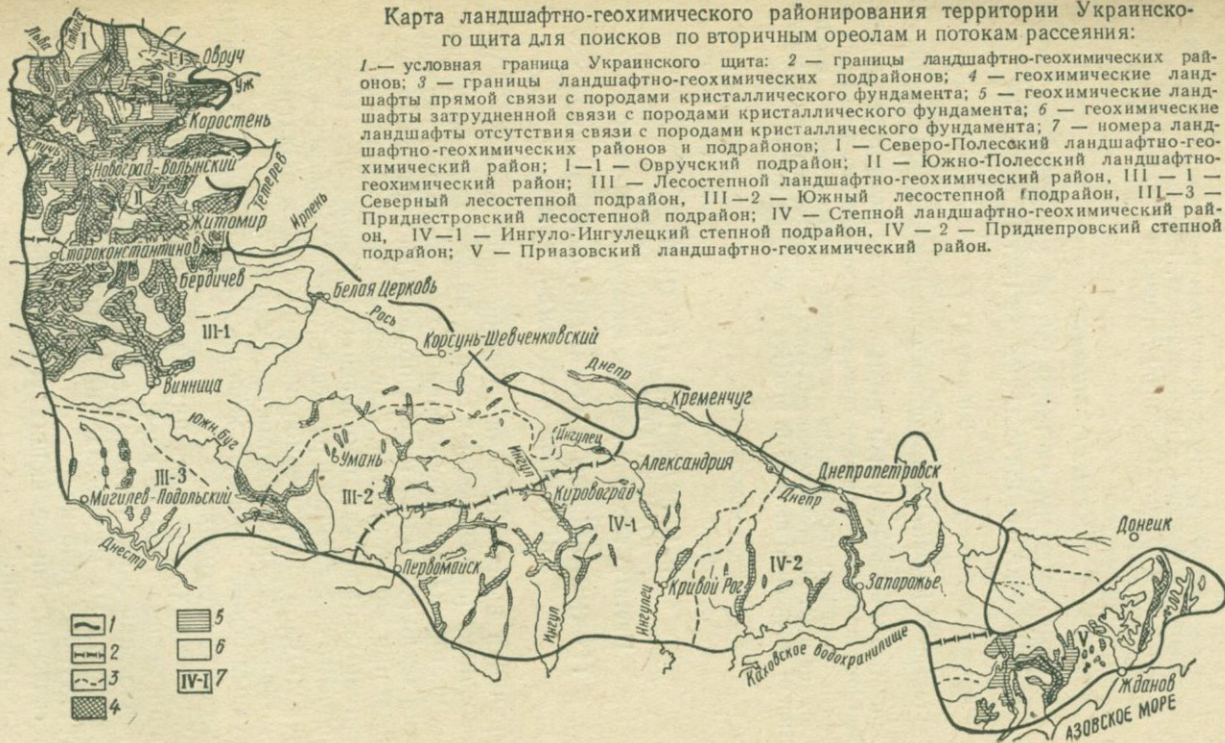 Карта ландшафтно-геохимического районирования территории Украинско-
го щита для поисков по вторичным ореолам и потокам рассеяния:
1 — условная граница Украинского щита: 2 — границы ландшафтно-геохимических рай-
онов; 3 — границы ландшафтно-геохимических подрайонов; 4 — геохимические ланд-
шафты прямой связи с породами кристаллического фундамента; 5 — геохимические ланд-
шафты затрудненной связи с породами кристаллического фундамента; 6 — геохимические
ландшафты отсутствия связи с породами кристаллического фундамента; 7 — номера ланд-
шафтно-геохимических районов и подрайонов; I — Северо-Полесский ландшафтно-гео-
химический район; I—1 — Овручский подрайон; II — Южно-Полесский ландшафтно-
геохимический район; III — Лесостепной ландшафтно-геохимический район, III — 1 —
Северный лесостепной подрайон, III—2 — Южный лесостепной подрайон, III—3 —
Приднестровский лесостепной подрайон; IV — Степной ландшафтно-геохимический рай-
он, IV—1 — Ингуло-Ингулецкий степной подрайон, IV — 2 — Приднепровский степной
подрайон; V — Приазовский ландшафтно-геохимический район.
Льва
I
I-1
Овруч
Уж
Коростень
Случь
Новоград-Волынский
II
Тетерев
Житомир
Ирпень
Староконстантинов
Бердичев
Белая Церковь
III-1
Рось
Корсунь-Шевченковский
Винница
Днепр
Кременчуг
Южн. Буг
Умань
Ингул
Ингулец
Александрия
Днепропетровск
III-3
Могилев-Подольский
III-2
Кировоград
Днепр
IV-1
Донецк
Днестр
Первомайск
Кривой Рог
IV-2
Запорожье
Ингул
Ингулец
Каховское водохранилище
V
Жданов
АЗОВСКОЕ МОРЕ
1
2
3
4
5
6
IV-I 7